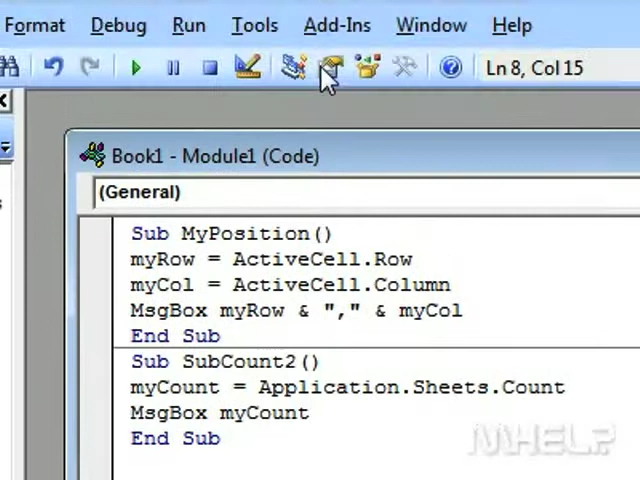 Format Debug Run Tools Add-Ins Window Help
Ln 8, Col 15
Book1 - Module1 (Code)
(General)
Sub MyPosition()
myRow = ActiveCell.Row
myCol = ActiveCell.Column
MsgBox myRow & "," & myCol
End Sub
Sub SubCount2()
myCount = Application.Sheets.Count
MsgBox myCount
End Sub
MHELP